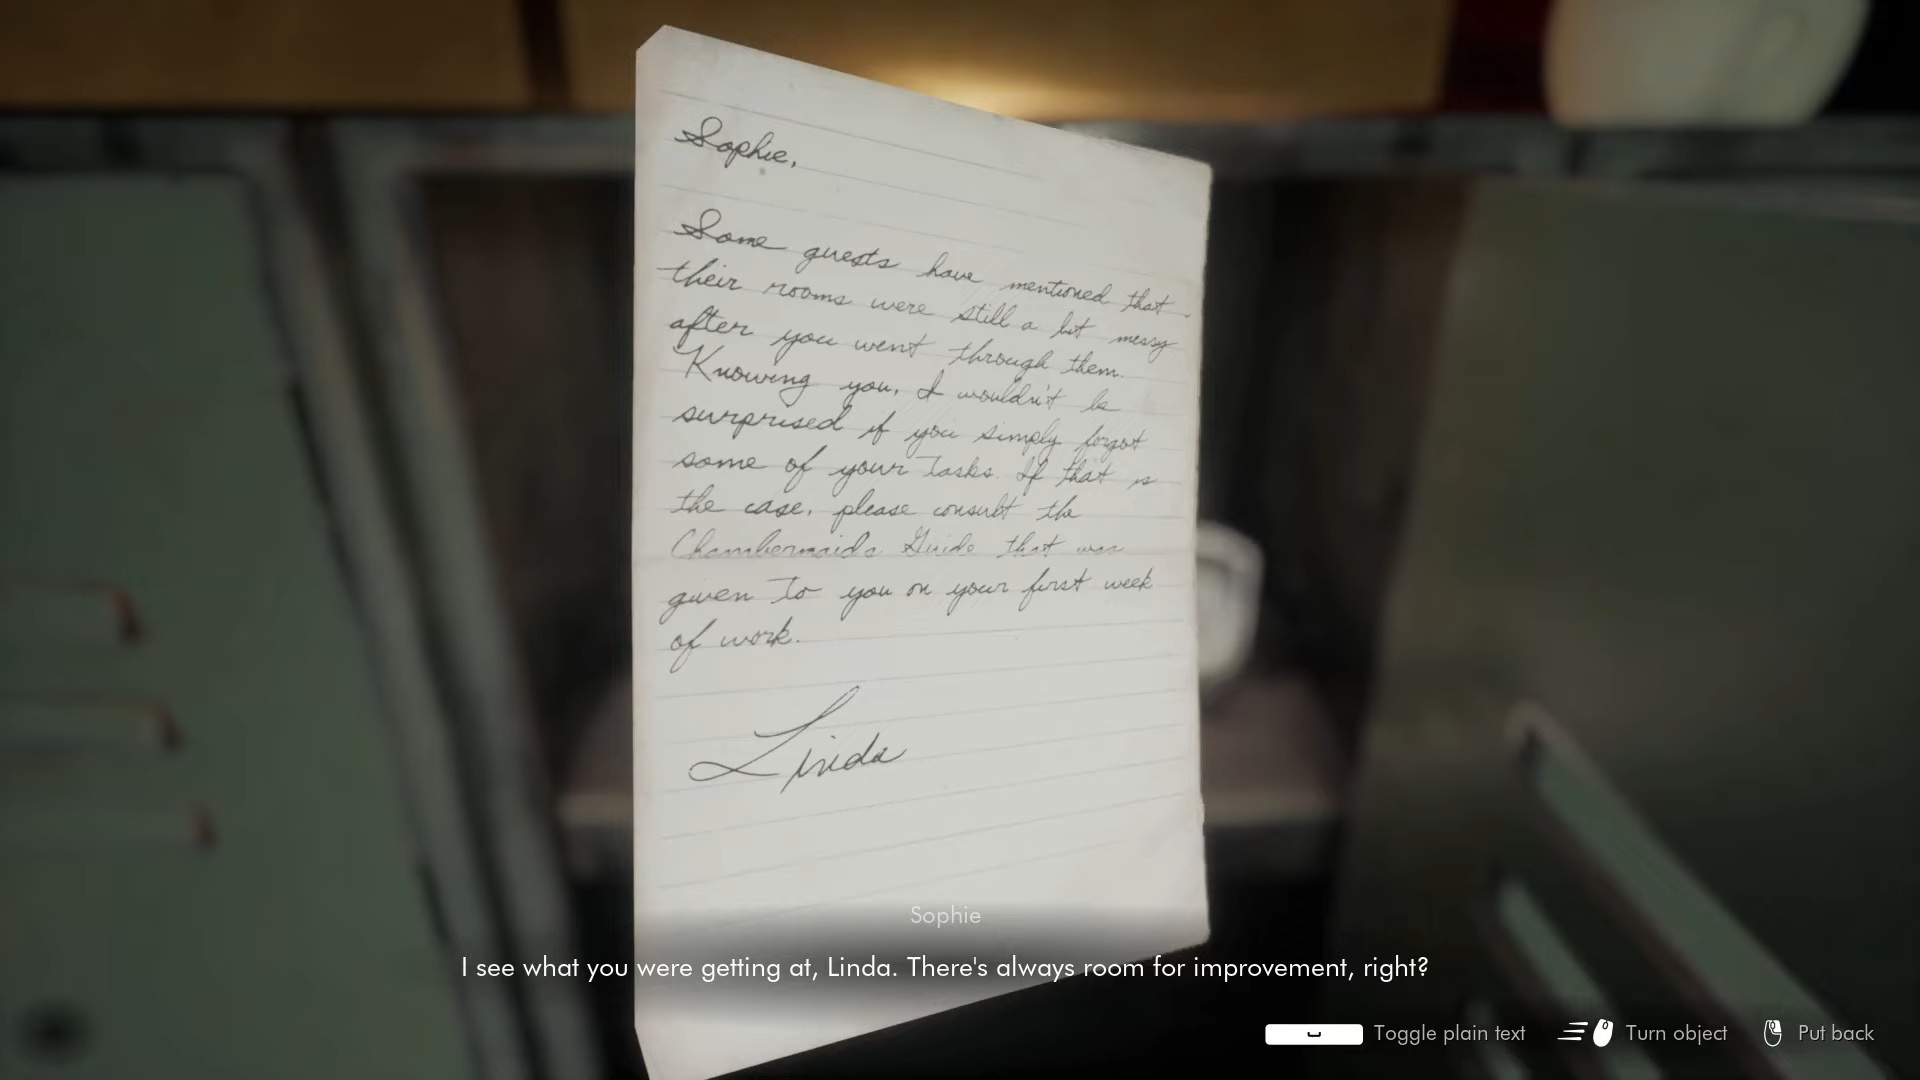 Sophie,
Some guests have mentioned that
their rooms were still a bit messy
after you went through them.
Knowing you, I wouldn't be
surprised if you simply forgot
some of your tasks. If that is
the case, please consult the
Chambermaids Guide that was
given to you on your first week
of work.
Linda
Sophie
I see what you were getting at, Linda. There's always room for improvement, right?
Toggle plain text
Turn object
Put back